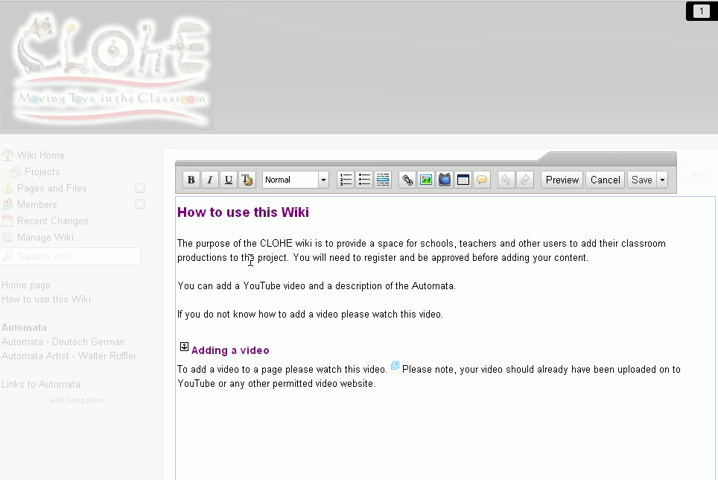 1
CLOHE
Moving Toys in the Classroom
Wiki Home
Projects
Pages and Files
Members
Recent Changes
Manage Wiki
Search Wiki
Home page
How to use this Wiki
Automata
Automata - Deutsch German
Automata Artist - Walter Ruffler
Links to Automata
edit navigation
B I U T Normal Preview Cancel Save
How to use this Wiki
The purpose of the CLOHE wiki is to provide a space for schools, teachers and other users to add their classroom
productions to this project. You will need to register and be approved before adding your content.
You can add a YouTube video and a description of the Automata.
If you do not know how to add a video please watch this video.
Adding a video
To add a video to a page please watch this video. Please note, your video should already have been uploaded on to
YouTube or any other permitted video website.